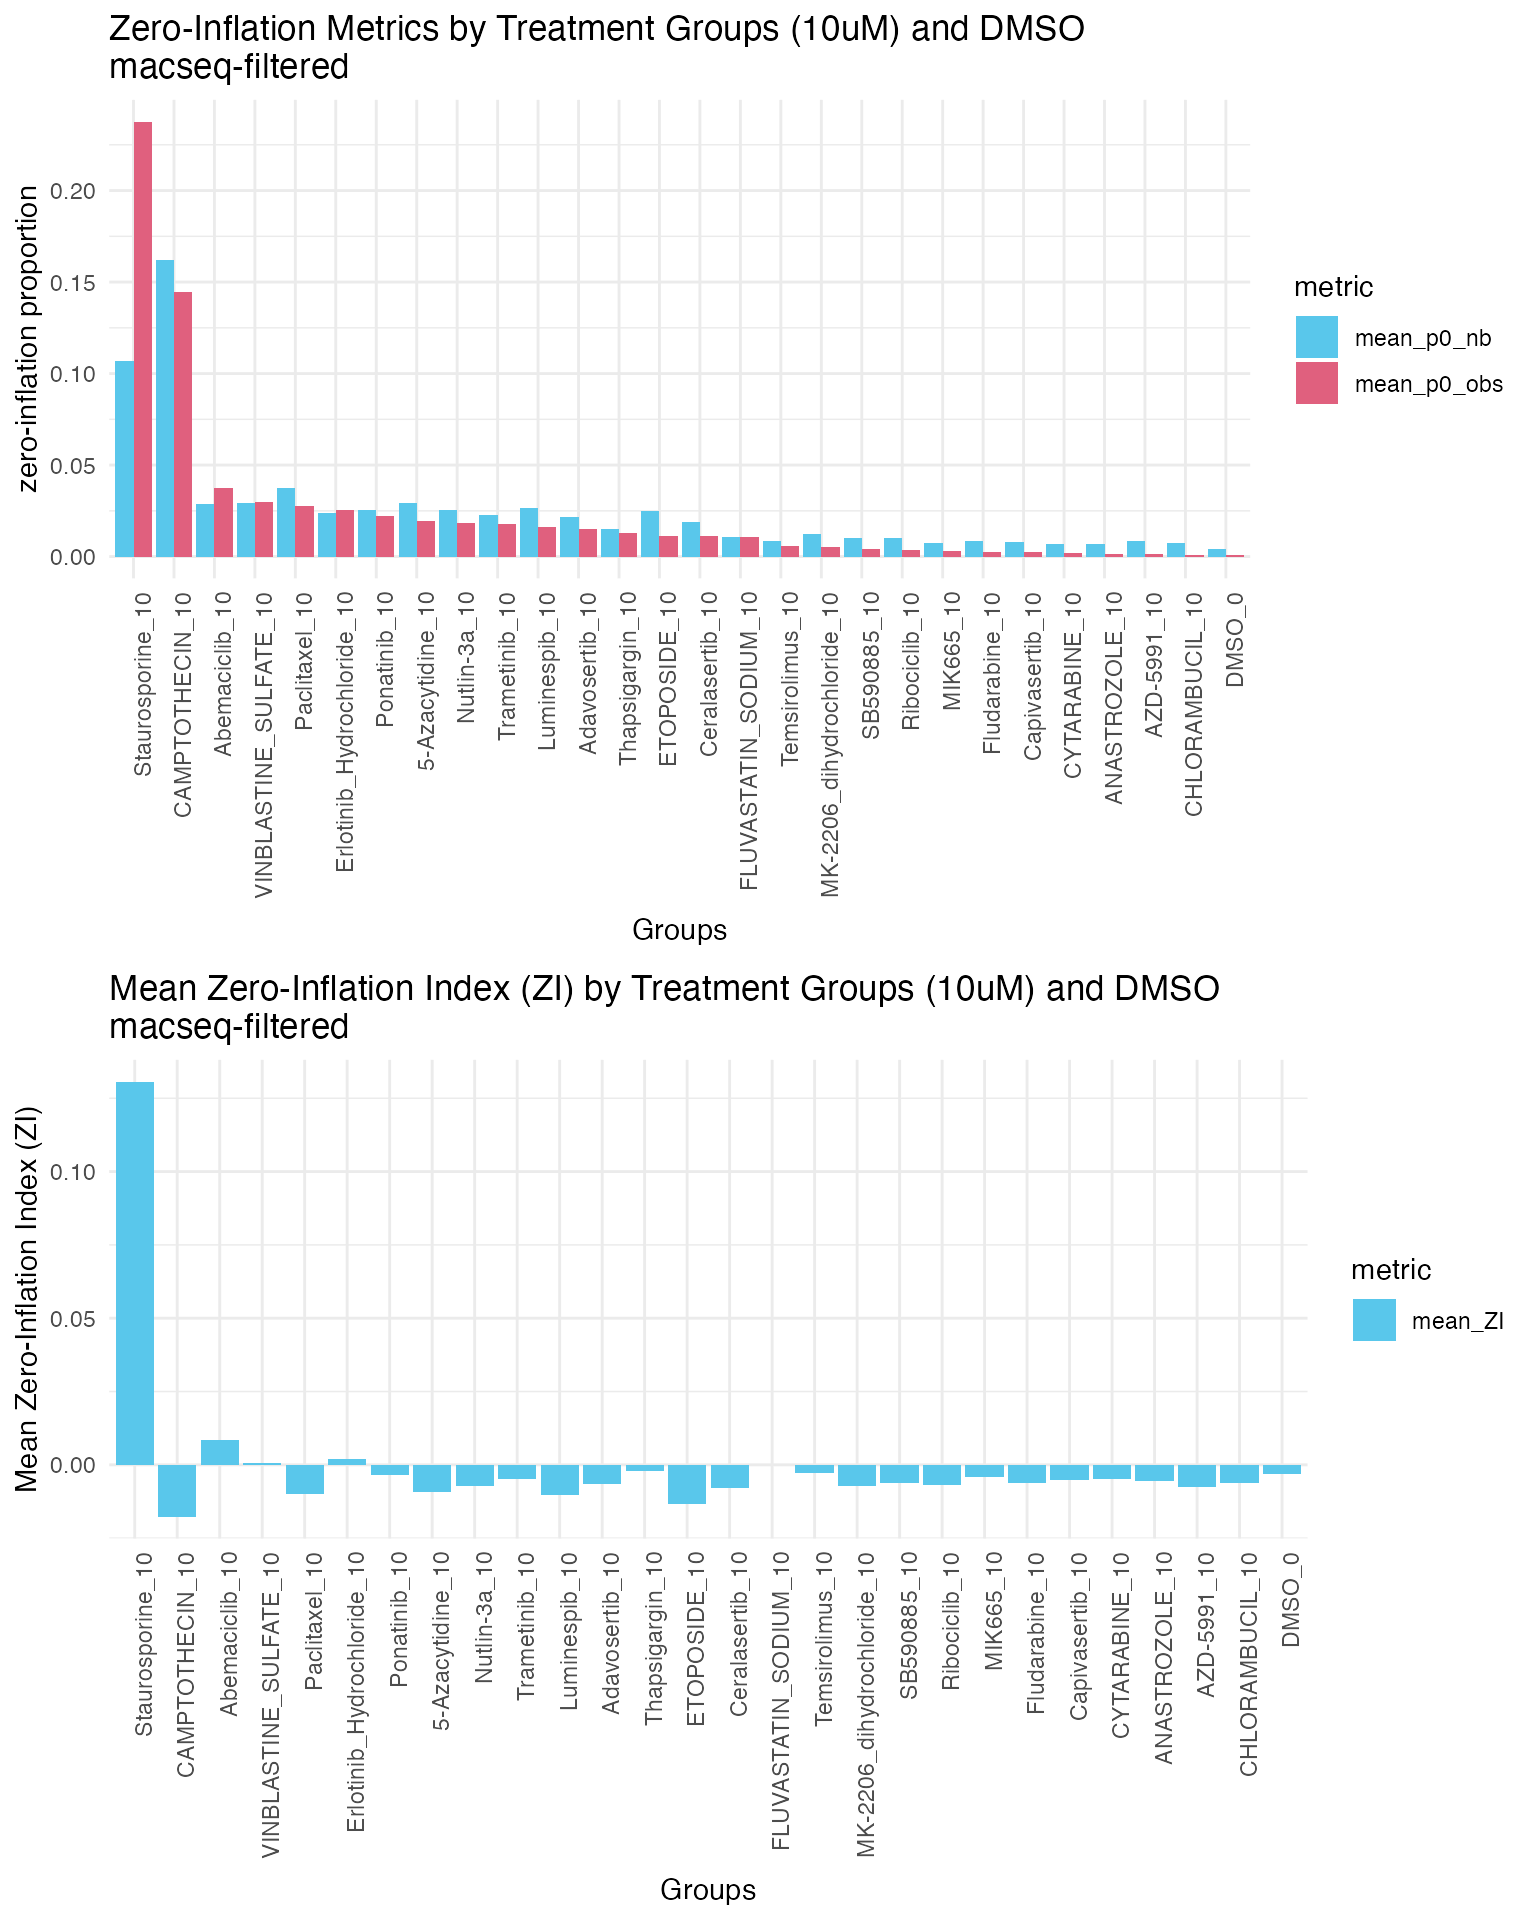 Zero-Inflation Metrics by Treatment Groups (10uM) and DMSO
macseq-filtered
zero-inflation proportion
0.20
0.15
0.10
0.05
0.00
Staurosporine_10
CAMPTOTHECIN_10
Abemaciclib_10
VINBLASTINE_SULFATE_10
Paclitaxel_10
Erlotinib_Hydrochloride_10
Ponatinib_10
5-Azacytidine_10
Nutlin-3a_10
Trametinib_10
Luminespib_10
Adavosertib_10
Thapsigargin_10
ETOPOSIDE_10
Ceralasertib_10
FLUVASTATIN_SODIUM_10
Temsirolimus_10
MK-2206_dihydrochloride_10
SB590885_10
Ribociclib_10
MIK665_10
Fludarabine_10
Capivasertib_10
CYTARABINE_10
ANASTROZOLE_10
AZD-5991_10
CHLORAMBUCIL_10
DMSO_0
Groups
metric
mean_p0_nb
mean_p0_obs
Mean Zero-Inflation Index (ZI) by Treatment Groups (10uM) and DMSO
macseq-filtered
Mean Zero-Inflation Index (ZI)
0.10
0.05
0.00
Staurosporine_10
CAMPTOTHECIN_10
Abemaciclib_10
VINBLASTINE_SULFATE_10
Paclitaxel_10
Erlotinib_Hydrochloride_10
Ponatinib_10
5-Azacytidine_10
Nutlin-3a_10
Trametinib_10
Luminespib_10
Adavosertib_10
Thapsigargin_10
ETOPOSIDE_10
Ceralasertib_10
FLUVASTATIN_SODIUM_10
Temsirolimus_10
MK-2206_dihydrochloride_10
SB590885_10
Ribociclib_10
MIK665_10
Fludarabine_10
Capivasertib_10
CYTARABINE_10
ANASTROZOLE_10
AZD-5991_10
CHLORAMBUCIL_10
DMSO_0
Groups
metric
mean_ZI